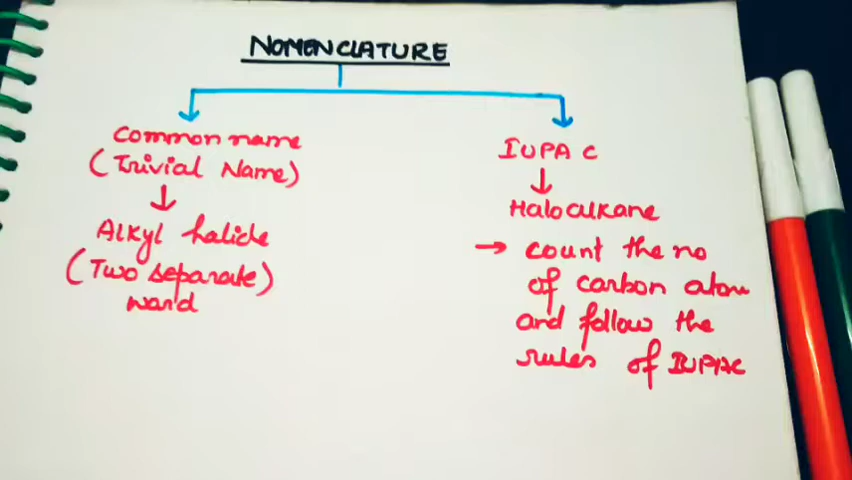 NOMENCLATURE
Common name
(Trivial Name)
Alkyl halide
(Two separate)
word
IUPAC
Haloalkane
→ count the no
of carbon atom
and follow the
rules of IUPAC